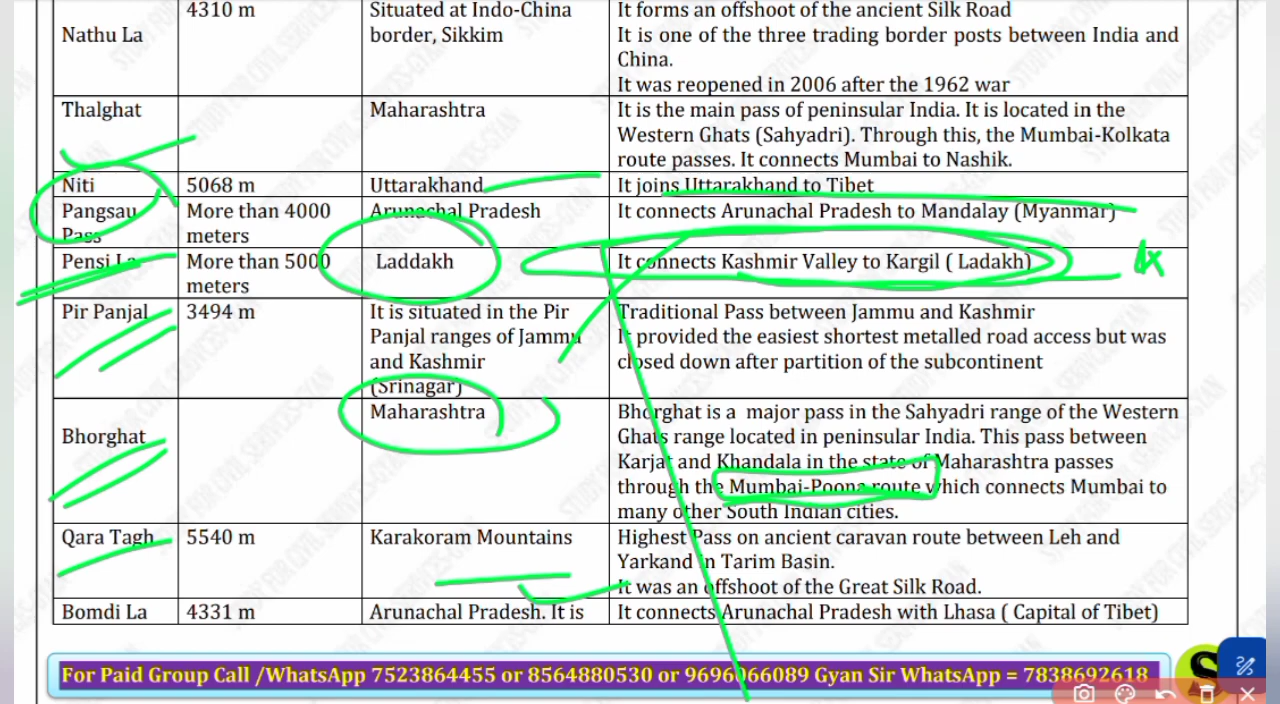 4310 m
Situated at Indo-China
It forms an offshoot of the ancient Silk Road
Nathu La
border, Sikkim
It is one of the three trading border posts between India and
China.
It was reopened in 2006 after the 1962 war
Thalghat
Maharashtra
It is the main pass of peninsular India. It is located in the
Western Ghats (Sahyadri). Through this, the Mumbai-Kolkata
route passes. It connects Mumbai to Nashik.
Niti
5068 m
Uttarakhand
It joins Uttarakhand to Tibet
Pangsau
Pass
More than 4000
meters
Arunachal Pradesh
It connects Arunachal Pradesh to Mandalay (Myanmar)
Pensi La
More than 5000
meters
Laddakh
It connects Kashmir Valley to Kargil ( Ladakh)
Pir Panjal
3494 m
It is situated in the Pir
Panjal ranges of Jammu
and Kashmir
(Srinagar)
Traditional Pass between Jammu and Kashmir
It provided the easiest shortest metalled road access but was
closed down after partition of the subcontinent
Bhorghat
Maharashtra
Bhorghat is a major pass in the Sahyadri range of the Western
Ghats range located in peninsular India. This pass between
Karjat and Khandala in the state of Maharashtra passes
through the Mumbai-Poona route which connects Mumbai to
many other South Indian cities.
Qara Tagh
5540 m
Karakoram Mountains
Highest Pass on ancient caravan route between Leh and
Yarkand in Tarim Basin.
It was an offshoot of the Great Silk Road.
Bomdi La
4331 m
Arunachal Pradesh. It is
It connects Arunachal Pradesh with Lhasa ( Capital of Tibet)
For Paid Group Call /WhatsApp 7523864455 or 8564880530 or 9696066089 Gyan Sir WhatsApp = 7838692618